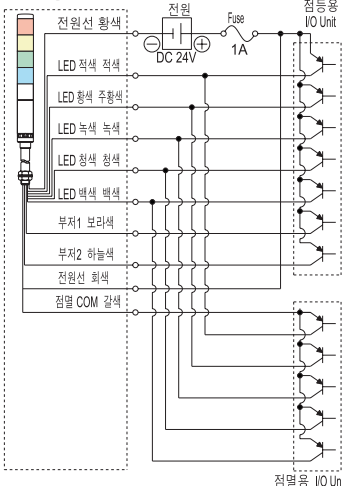 전원선 황색
LED 적색 적색
LED 황색 주황색
LED 녹색 녹색
LED 청색 청색
LED 백색 백색
부저1 보라색
부저2 하늘색
전원선 회색
점멸 COM 갈색
전원
DC 24V
Fuse
1A
점등용
I/O Unit
점멸용 I/O Un